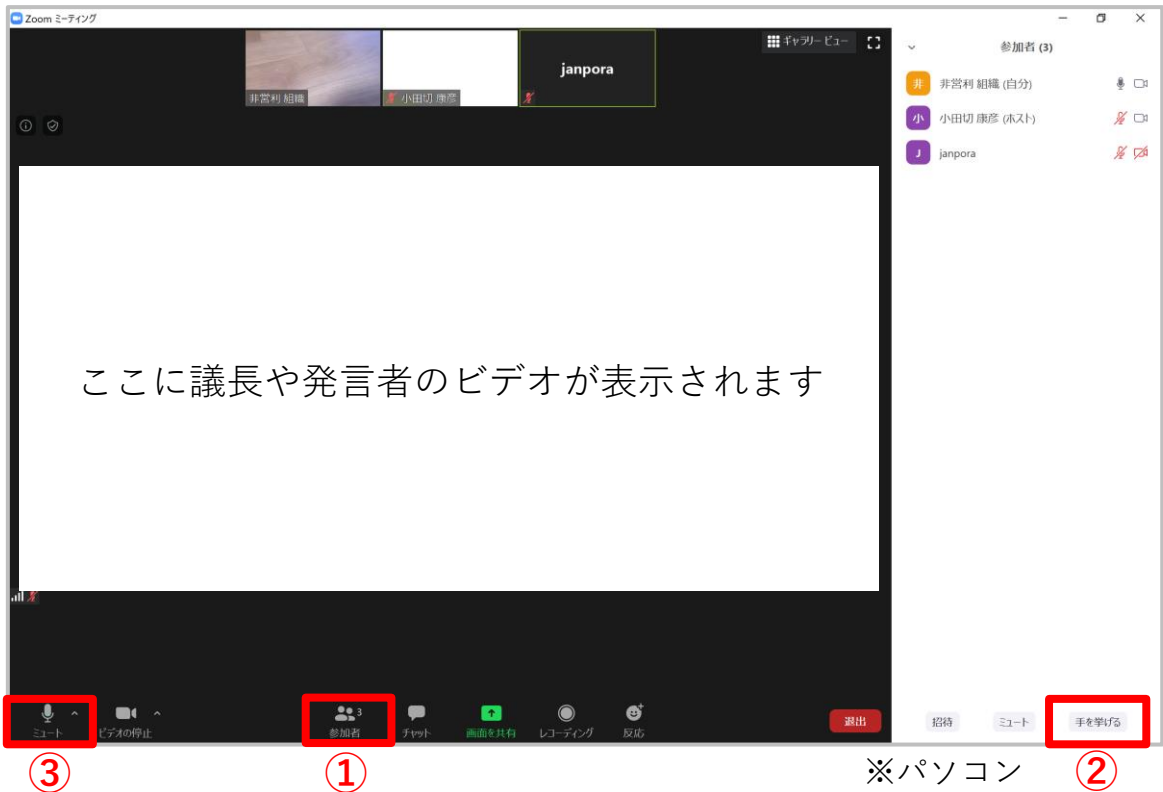 Zoom ミーティング
非営利 組織
小田切 康彦
janpora
ギャラリー ビュー
参加者 (3)
非 非営利 組織 (自分)
小 小田切 康彦 (ホスト)
J janpora
ここに議長や発言者のビデオが表示されます
ミュート
ビデオの停止
3
参加者
チャット
画面を共有
レコーディング
反応
退出
招待
ミュート
手を挙げる
③
①
※パソコン
②